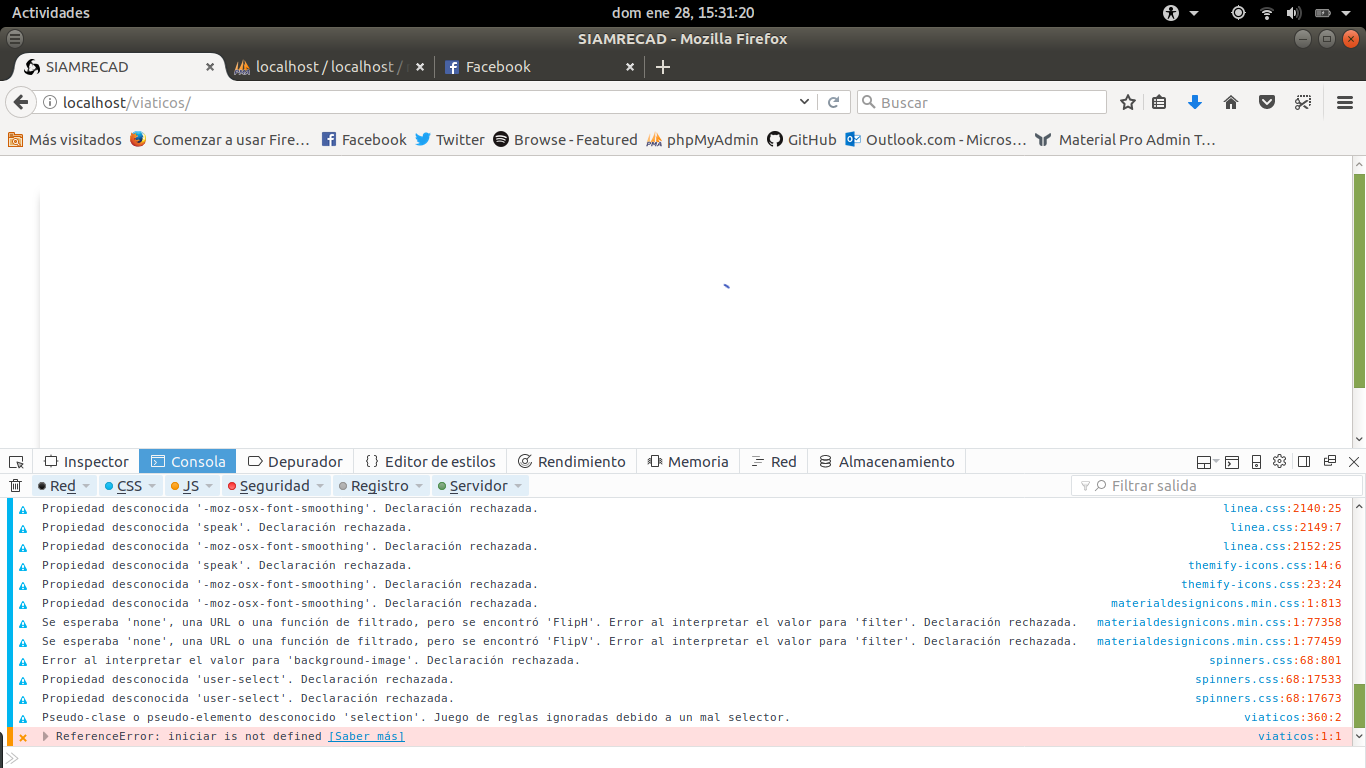 Actividades
dom ene 28, 15:31:20
SIAMRECAD - Mozilla Firefox
SIAMRECAD
localhost / localhost /
Facebook
localhost/viaticos/
Buscar
Más visitados
Comenzar a usar Fire…
Facebook
Twitter
Browse - Featured
phpMyAdmin
GitHub
Outlook.com - Micros…
Material Pro Admin T…
Inspector
Consola
Depurador
Editor de estilos
Rendimiento
Memoria
Red
Almacenamiento
Red
CSS
JS
Seguridad
Registro
Servidor
Filtrar salida
Propiedad desconocida '-moz-osx-font-smoothing'. Declaración rechazada. linea.css:2140:25
Propiedad desconocida 'speak'. Declaración rechazada. linea.css:2149:7
Propiedad desconocida '-moz-osx-font-smoothing'. Declaración rechazada. linea.css:2152:25
Propiedad desconocida 'speak'. Declaración rechazada. themify-icons.css:14:6
Propiedad desconocida '-moz-osx-font-smoothing'. Declaración rechazada. themify-icons.css:23:24
Propiedad desconocida '-moz-osx-font-smoothing'. Declaración rechazada. materialdesignicons.min.css:1:813
Se esperaba 'none', una URL o una función de filtrado, pero se encontró 'FlipH'. Error al interpretar el valor para 'filter'. Declaración rechazada. materialdesignicons.min.css:1:77358
Se esperaba 'none', una URL o una función de filtrado, pero se encontró 'FlipV'. Error al interpretar el valor para 'filter'. Declaración rechazada. materialdesignicons.min.css:1:77459
Error al interpretar el valor para 'background-image'. Declaración rechazada. spinners.css:68:801
Propiedad desconocida 'user-select'. Declaración rechazada. spinners.css:68:17533
Propiedad desconocida 'user-select'. Declaración rechazada. spinners.css:68:17673
Pseudo-clase o pseudo-elemento desconocido 'selection'. Juego de reglas ignoradas debido a un mal selector. viaticos:360:2
ReferenceError: iniciar is not defined [Saber más] viaticos:1:1